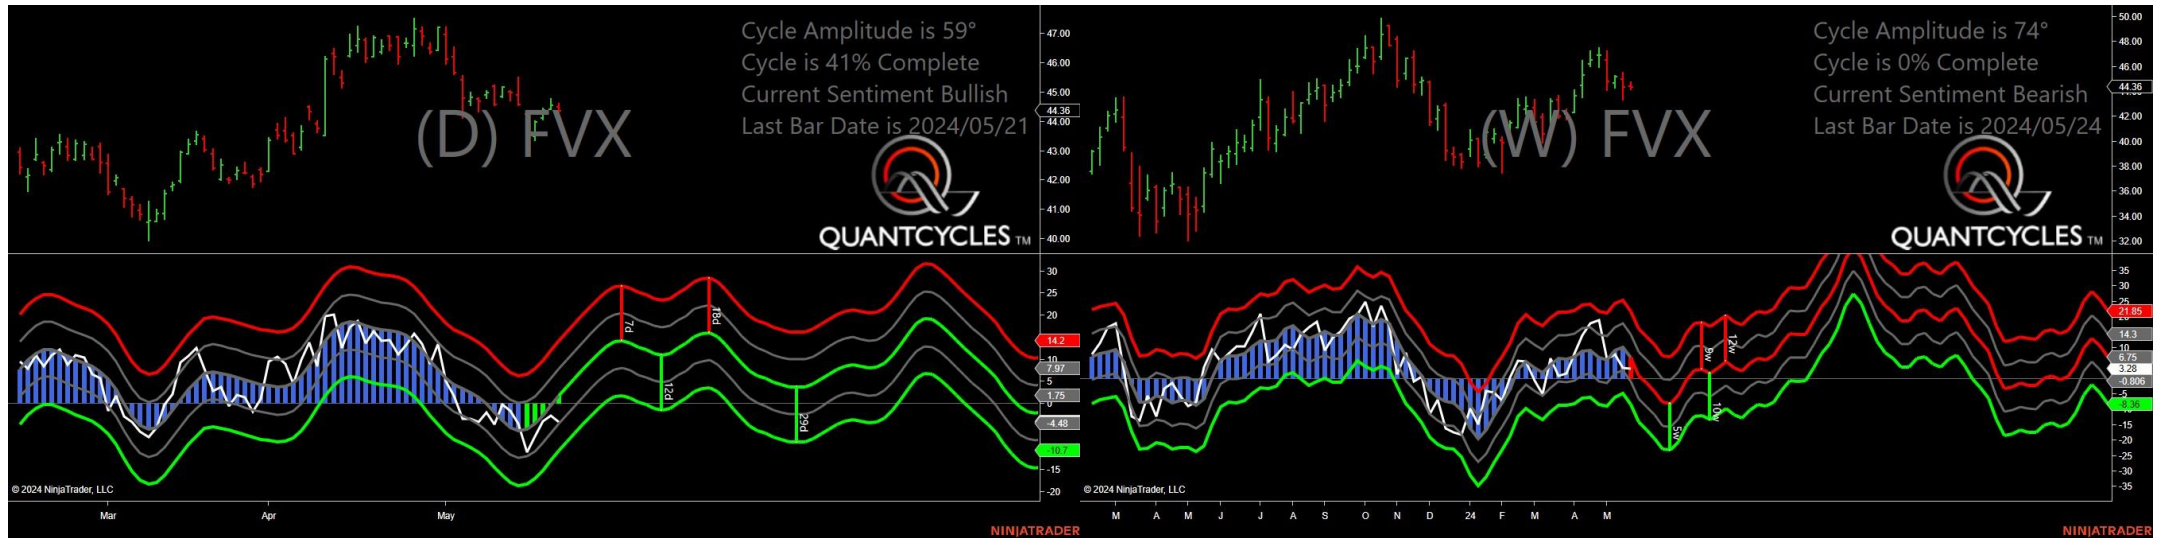 Cycle Amplitude is 59°
Cycle is 41% Complete
Current Sentiment Bullish
Last Bar Date is 2024/05/21
(D) FVX
QUANTCYCLES TM
47.00
46.00
45.00
44.36
44.00
43.00
42.00
41.00
40.00
30
25
20
14.2
10
7.97
5
1.75
0
-4.48
-10.7
-15
-20
7d
12d
18d
29d
© 2024 NinjaTrader, LLC
Mar
Apr
May
NINJATRADER
Cycle Amplitude is 74°
Cycle is 0% Complete
Current Sentiment Bearish
Last Bar Date is 2024/05/24
(W) FVX
QUANTCYCLES TM
50.00
48.00
46.00
44.36
42.00
40.00
38.00
36.00
34.00
32.00
35
30
25
21.85
14.3
10
6.75
3.28
-0.806
-5
-8.36
-15
-20
-25
-30
-35
5w
9w
10w
12w
© 2024 NinjaTrader, LLC
M
A
M
J
J
A
S
O
N
D
24
F
M
A
M
NINJATRADER